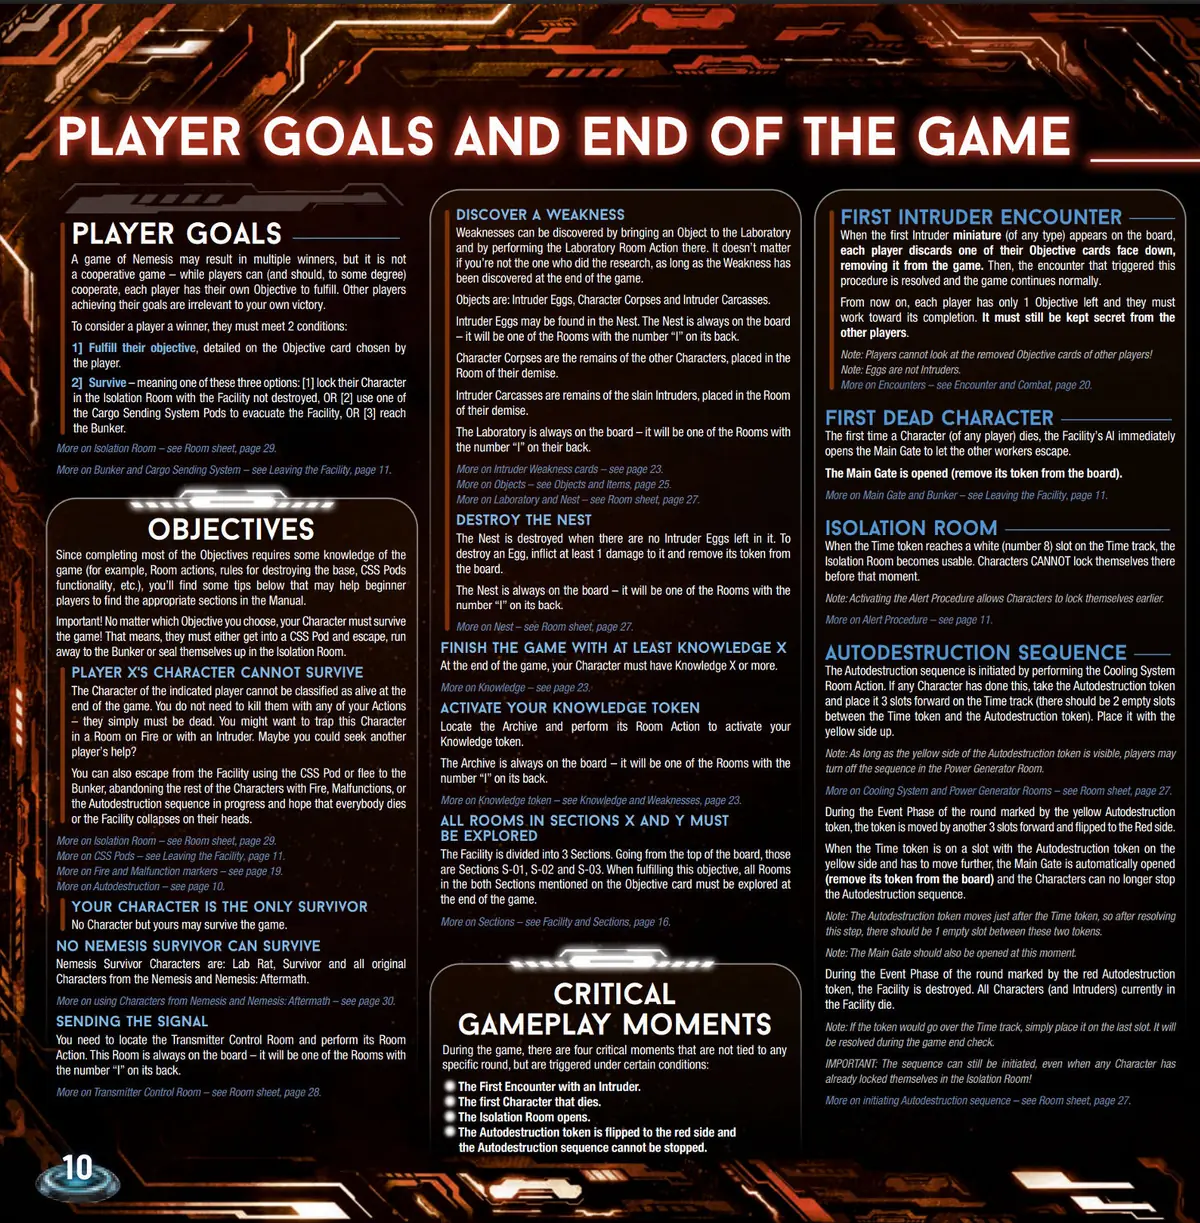 PLAYER GOALS AND END OF THE GAME
PLAYER GOALS
A game of Nemesis may result in multiple winners, but it is not
a cooperative game – while players can (and should, to some degree)
cooperate, each player has their own Objective to fulfill. Other players
achieving their goals are irrelevant to your own victory.
To consider a player a winner, they must meet 2 conditions:
1] Fulfill their objective, detailed on the Objective card chosen by
the player.
2] Survive – meaning one of these three options: [1] lock their Character
in the Isolation Room with the Facility not destroyed, OR [2] use one of
the Cargo Sending System Pods to evacuate the Facility, OR [3] reach
the Bunker.
More on Isolation Room – see Room sheet, page 29.
More on Bunker and Cargo Sending System – see Leaving the Facility, page 11.
OBJECTIVES
Since completing most of the Objectives requires some knowledge of the
game (for example, Room actions, rules for destroying the base, CSS Pods
functionality, etc.), you'll find some tips below that may help beginner
players to find the appropriate sections in the Manual.
Important! No matter which Objective you choose, your Character must survive
the game! That means, they must either get into a CSS Pod and escape, run
away to the Bunker or seal themselves up in the Isolation Room.
PLAYER X'S CHARACTER CANNOT SURVIVE
The Character of the indicated player cannot be classified as alive at the
end of the game. You do not need to kill them with any of your Actions
– they simply must be dead. You might want to trap this Character
in a Room on Fire or with an Intruder. Maybe you could seek another
player's help?
You can also escape from the Facility using the CSS Pod or flee to the
Bunker, abandoning the rest of the Characters with Fire, Malfunctions, or
the Autodestruction sequence in progress and hope that everybody dies
or the Facility collapses on their heads.
More on Isolation Room – see Room sheet, page 29.
More on CSS Pods – see Leaving the Facility, page 11.
More on Fire and Malfunction markers – see page 19.
More on Autodestruction – see page 10.
YOUR CHARACTER IS THE ONLY SURVIVOR
No Character but yours may survive the game.
NO NEMESIS SURVIVOR CAN SURVIVE
Nemesis Survivor Characters are: Lab Rat, Survivor and all original
Characters from the Nemesis and Nemesis: Aftermath.
More on using Characters from Nemesis and Nemesis: Aftermath – see page 30.
SENDING THE SIGNAL
You need to locate the Transmitter Control Room and perform its Room
Action. This Room is always on the board – it will be one of the Rooms with
the number "I" on its back.
More on Transmitter Control Room – see Room sheet, page 28.
10
DISCOVER A WEAKNESS
Weaknesses can be discovered by bringing an Object to the Laboratory
and by performing the Laboratory Room Action there. It doesn't matter
if you're not the one who did the research, as long as the Weakness has
been discovered at the end of the game.
Objects are: Intruder Eggs, Character Corpses and Intruder Carcasses.
Intruder Eggs may be found in the Nest. The Nest is always on the board
– it will be one of the Rooms with the number "I" on its back.
Character Corpses are the remains of the other Characters, placed in the
Room of their demise.
Intruder Carcasses are remains of the slain Intruders, placed in the Room
of their demise.
The Laboratory is always on the board – it will be one of the Rooms with
the number "I" on their back.
More on Intruder Weakness cards – see page 23.
More on Objects – see Objects and Items, page 25.
More on Laboratory and Nest – see Room sheet, page 27.
DESTROY THE NEST
The Nest is destroyed when there are no Intruder Eggs left in it. To
destroy an Egg, inflict at least 1 damage to it and remove its token from
the board.
The Nest is always on the board – it will be one of the Rooms with the
number "I" on its back.
More on Nest – see Room sheet, page 27.
FINISH THE GAME WITH AT LEAST KNOWLEDGE X
At the end of the game, your Character must have Knowledge X or more.
More on Knowledge – see page 23.
ACTIVATE YOUR KNOWLEDGE TOKEN
Locate the Archive and perform its Room Action to activate your
Knowledge token.
The Archive is always on the board – it will be one of the Rooms with the
number "I" on its back.
More on Knowledge token – see Knowledge and Weaknesses, page 23.
ALL ROOMS IN SECTIONS X AND Y MUST
BE EXPLORED
The Facility is divided into 3 Sections. Going from the top of the board, those
are Sections S-01, S-02 and S-03. When fulfilling this objective, all Rooms
in the both Sections mentioned on the Objective card must be explored at
the end of the game.
More on Sections – see Facility and Sections, page 16.
CRITICAL
GAMEPLAY MOMENTS
During the game, there are four critical moments that are not tied to any
specific round, but are triggered under certain conditions:
The First Encounter with an Intruder.
The first Character that dies.
The Isolation Room opens.
The Autodestruction token is flipped to the red side and
the Autodestruction sequence cannot be stopped.
FIRST INTRUDER ENCOUNTER
When the first Intruder miniature (of any type) appears on the board,
each player discards one of their Objective cards face down,
removing it from the game. Then, the encounter that triggered this
procedure is resolved and the game continues normally.
From now on, each player has only 1 Objective left and they must
work toward its completion. It must still be kept secret from the
other players.
Note: Players cannot look at the removed Objective cards of other players!
Note: Eggs are not Intruders.
More on Encounters – see Encounter and Combat, page 20.
FIRST DEAD CHARACTER
The first time a Character (of any player) dies, the Facility's AI immediately
opens the Main Gate to let the other workers escape.
The Main Gate is opened (remove its token from the board).
More on Main Gate and Bunker – see Leaving the Facility, page 11.
ISOLATION ROOM
When the Time token reaches a white (number 8) slot on the Time track, the
Isolation Room becomes usable. Characters CANNOT lock themselves there
before that moment.
Note: Activating the Alert Procedure allows Characters to lock themselves earlier.
More on Alert Procedure – see page 11.
AUTODESTRUCTION SEQUENCE
The Autodestruction sequence is initiated by performing the Cooling System
Room Action. If any Character has done this, take the Autodestruction token
and place it 3 slots forward on the Time track (there should be 2 empty slots
between the Time token and the Autodestruction token). Place it with the
yellow side up.
Note: As long as the yellow side of the Autodestruction token is visible, players may
turn off the sequence in the Power Generator Room.
More on Cooling System and Power Generator Rooms – see Room sheet, page 27.
During the Event Phase of the round marked by the yellow Autodestruction
token, the token is moved by another 3 slots forward and flipped to the Red side.
When the Time token is on a slot with the Autodestruction token on the
yellow side and has to move further, the Main Gate is automatically opened
(remove its token from the board) and the Characters can no longer stop
the Autodestruction sequence.
Note: The Autodestruction token moves just after the Time token, so after resolving
this step, there should be 1 empty slot between these two tokens.
Note: The Main Gate should also be opened at this moment.
During the Event Phase of the round marked by the red Autodestruction
token, the Facility is destroyed. All Characters (and Intruders) currently in
the Facility die.
Note: If the token would go over the Time track, simply place it on the last slot. It will
be resolved during the game end check.
IMPORTANT: The sequence can still be initiated, even when any Character has
already locked themselves in the Isolation Room!
More on initiating Autodestruction sequence – see Room sheet, page 27.